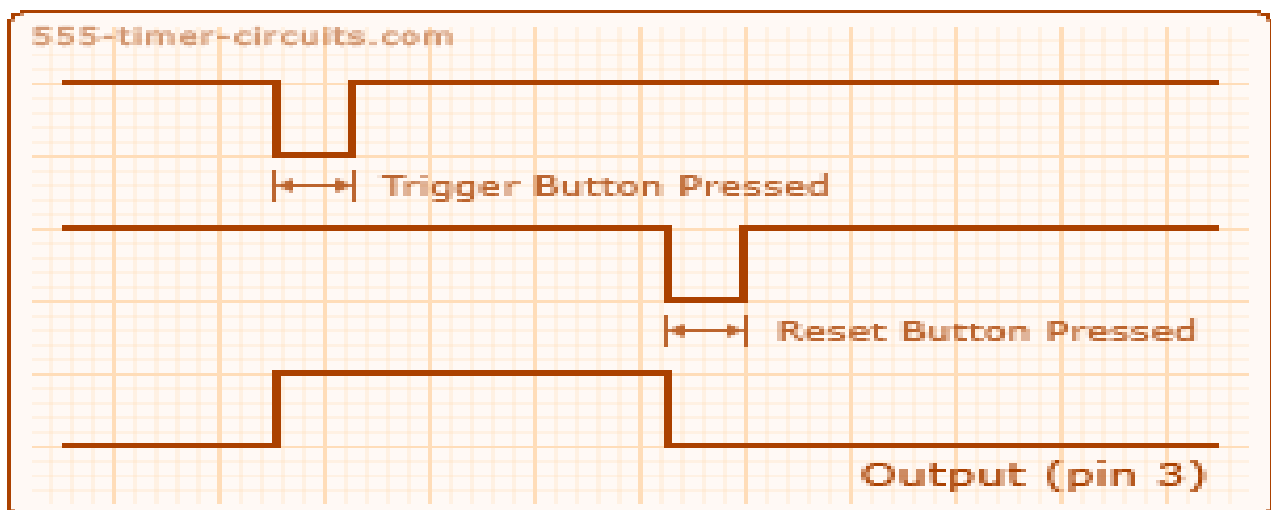 555-timer-circuits.com
Trigger Button Pressed
Reset Button Pressed
Output (pin 3)